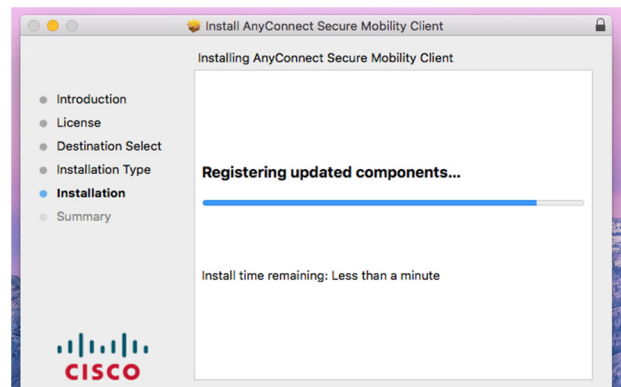 Install AnyConnect Secure Mobility Client
Installing AnyConnect Secure Mobility Client
Introduction
License
Destination Select
Installation Type
Installation
Summary
Registering updated components...
Install time remaining: Less than a minute
CISCO